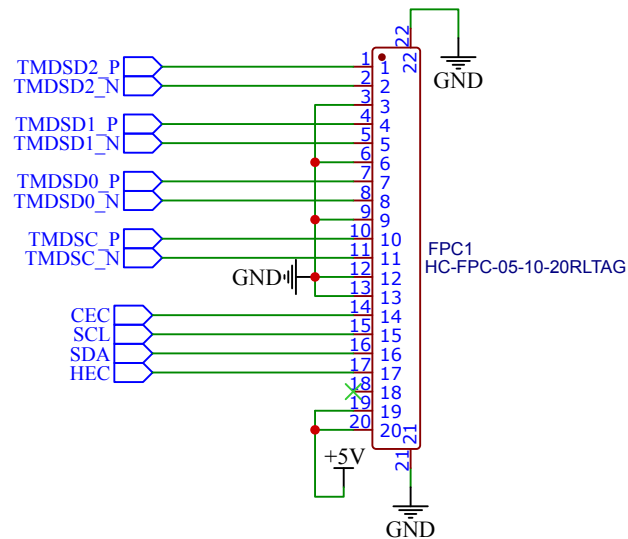 22
22
GND
TMDSD2_P 1 1
TMDSD2_N 2 2
3 3
TMDSD1_P 4 4
TMDSD1_N 5 5
6 6
TMDSD0_P 7 7
TMDSD0_N 8 8
9 9
TMDSC_P 10 10
TMDSC_N 11 11
FPC1
HC-FPC-05-10-20RLTAG
GND 12 12
13 13
CEC 14 14
SCL 15 15
SDA 16 16
HEC 17 17
18 18
19 19
20 20
21
21
+5V
GND